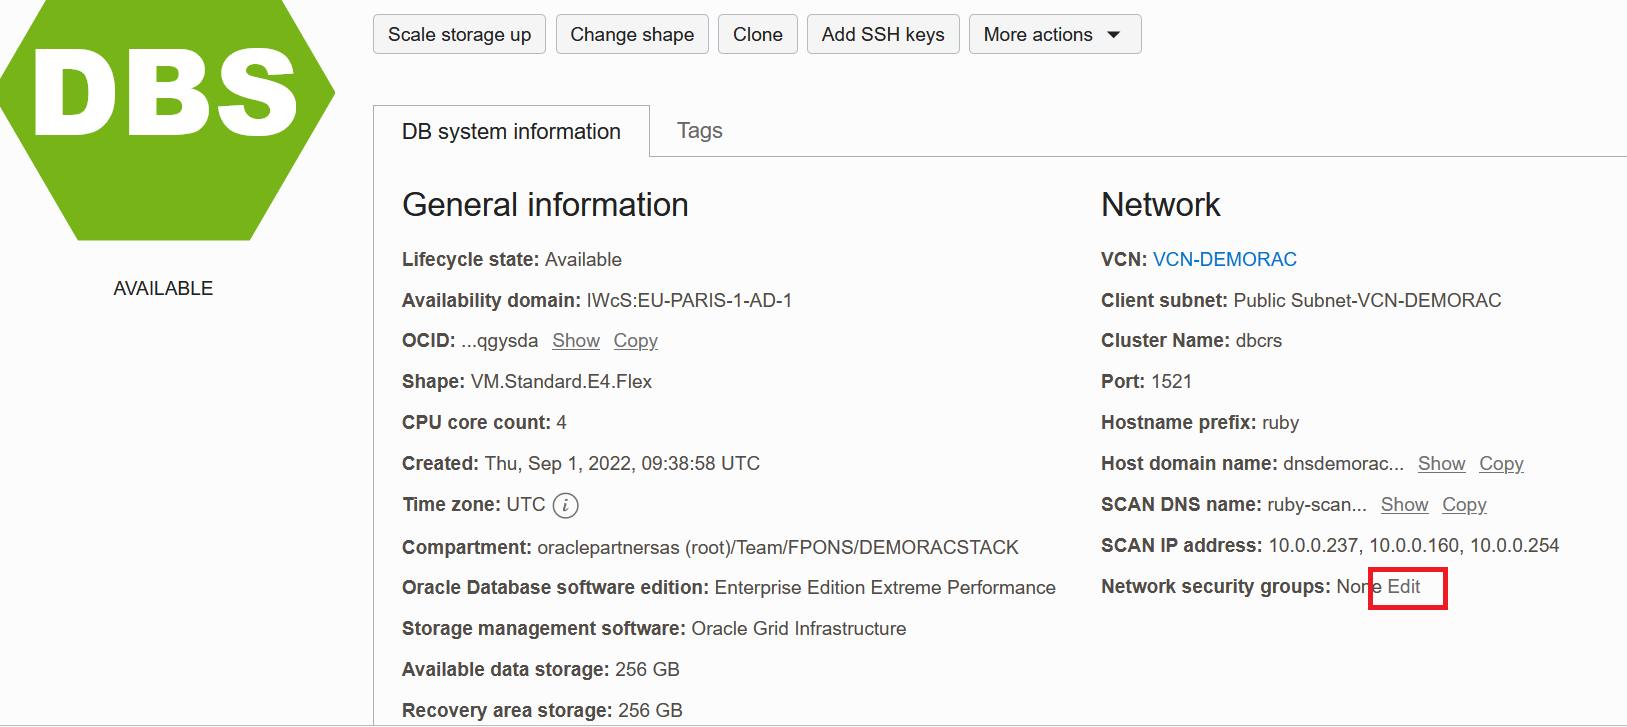 DBS
AVAILABLE
Scale storage up Change shape Clone Add SSH keys More actions
DB system information Tags
General information
Lifecycle state: Available
Availability domain: IWcS:EU-PARIS-1-AD-1
OCID: ...qgysda Show Copy
Shape: VM.Standard.E4.Flex
CPU core count: 4
Created: Thu, Sep 1, 2022, 09:38:58 UTC
Time zone: UTC i
Compartment: oraclepartnersas (root)/Team/FPONS/DEMORACSTACK
Oracle Database software edition: Enterprise Edition Extreme Performance
Storage management software: Oracle Grid Infrastructure
Available data storage: 256 GB
Recovery area storage: 256 GB
Network
VCN: VCN-DEMORAC
Client subnet: Public Subnet-VCN-DEMORAC
Cluster Name: dbcrs
Port: 1521
Hostname prefix: ruby
Host domain name: dnsdemorac... Show Copy
SCAN DNS name: ruby-scan... Show Copy
SCAN IP address: 10.0.0.237, 10.0.0.160, 10.0.0.254
Network security groups: None Edit